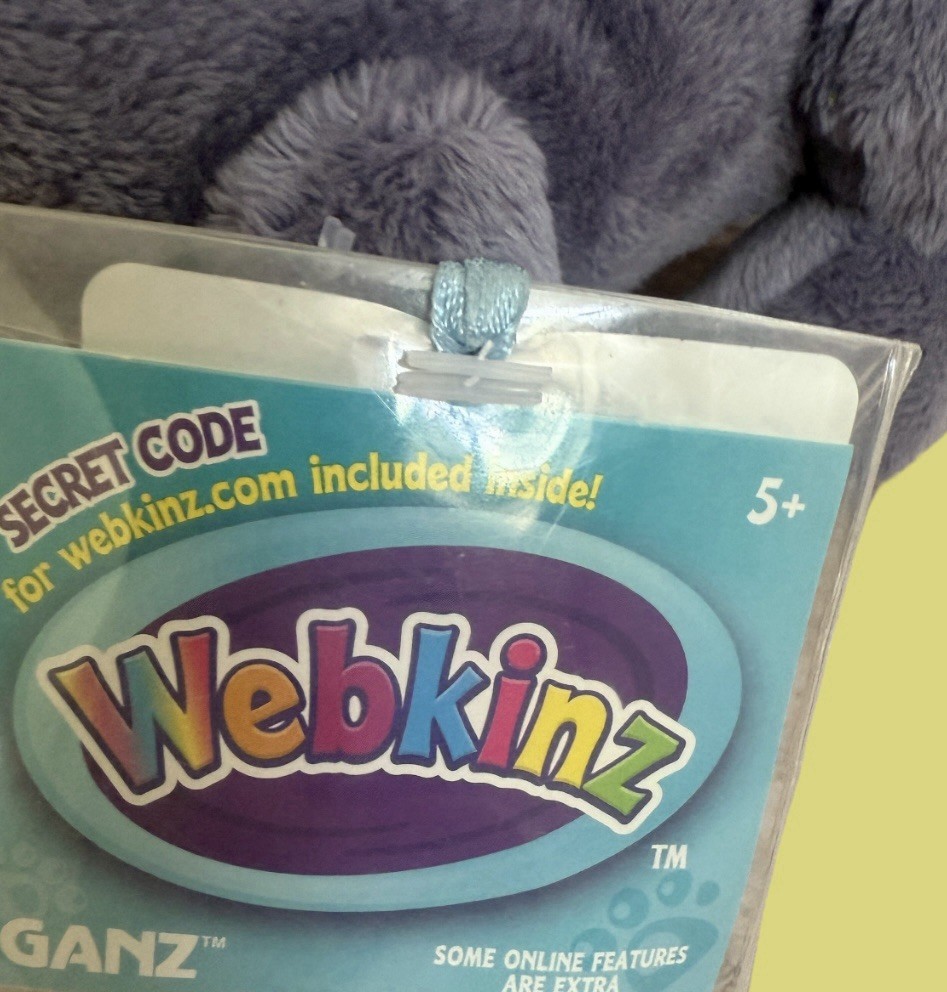 SECRET CODE
for webkinz.com included inside!
5+
Webkinz
TM
GANZ™
SOME ONLINE FEATURES
ARE EXTRA